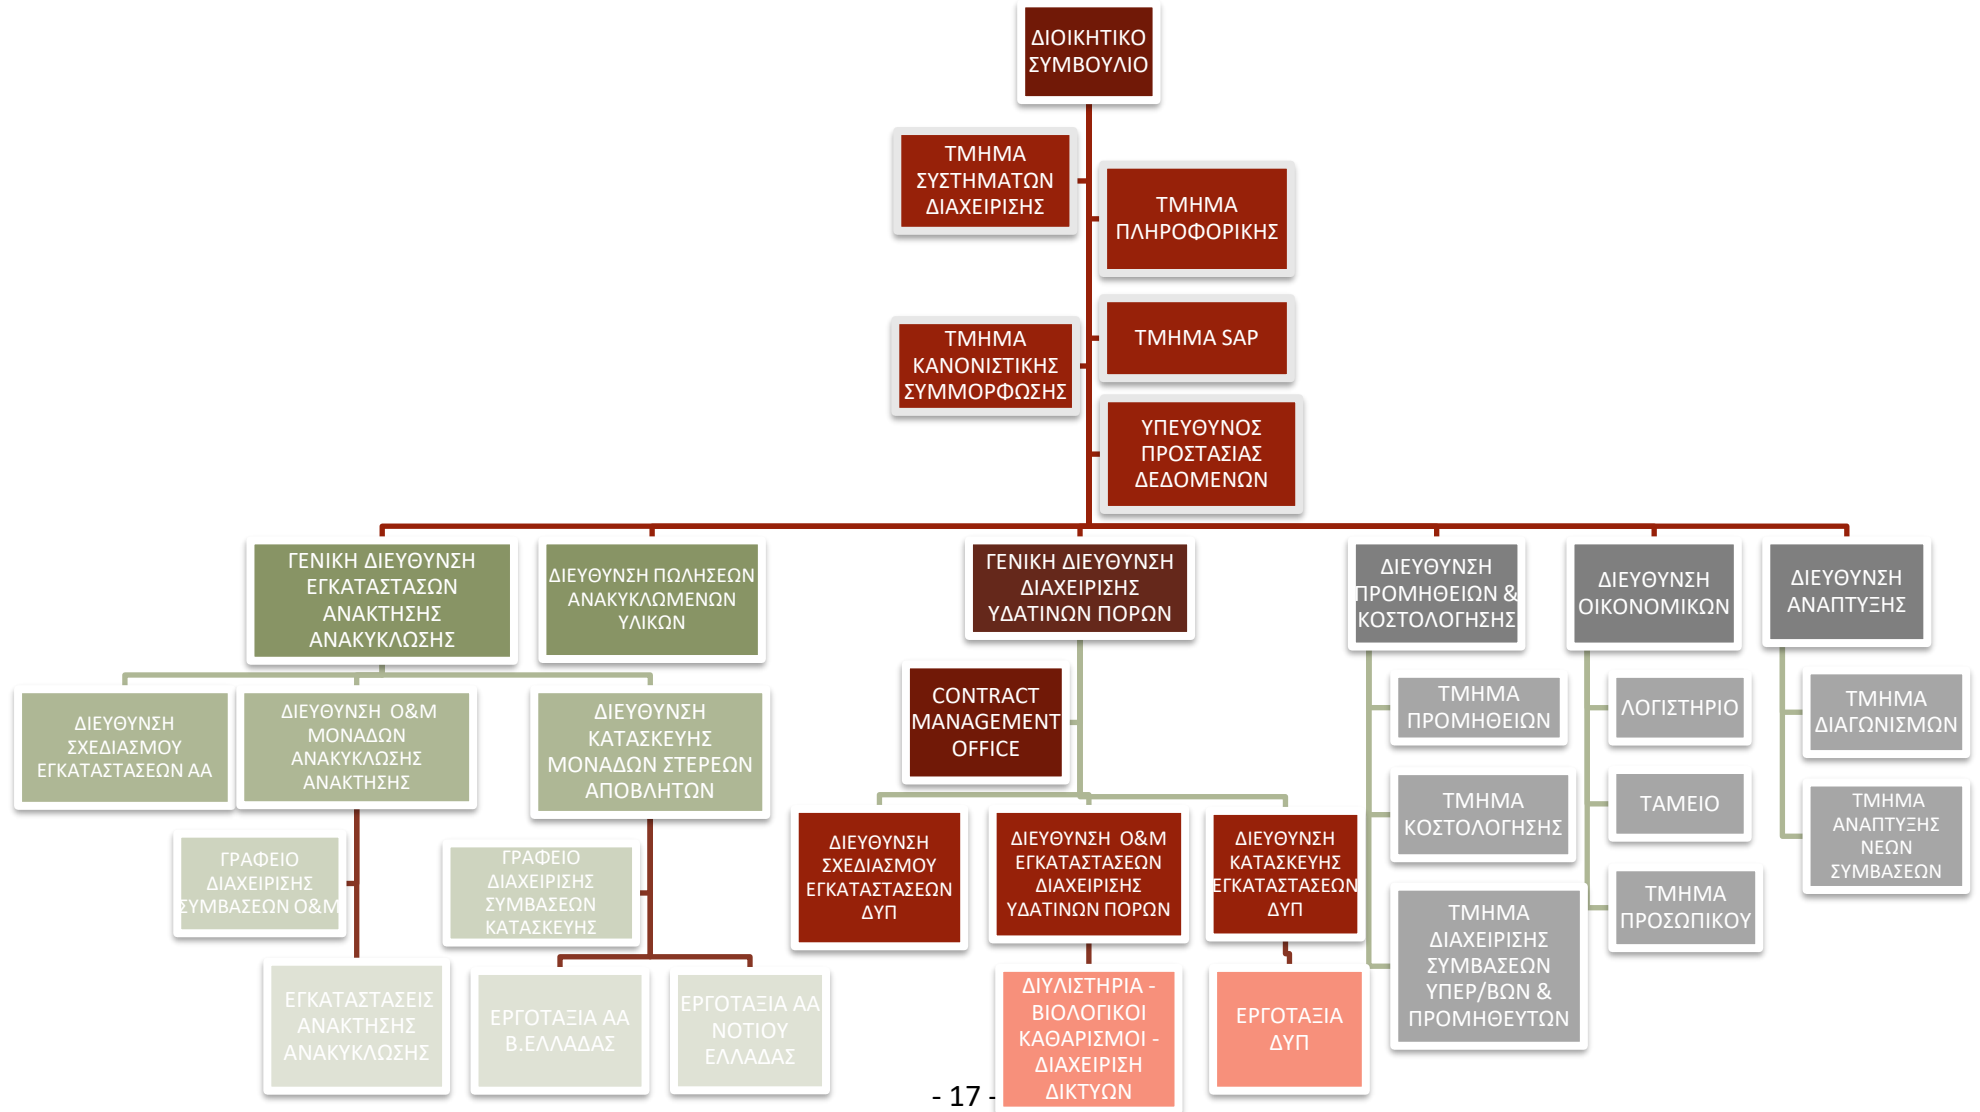 ΔΙΟΙΚΗΤΙΚΟ
ΣΥΜΒΟΥΛΙΟ
ΤΜΗΜΑ
ΣΥΣΤΗΜΑΤΩΝ
ΔΙΑΧΕΙΡΙΣΗΣ
ΤΜΗΜΑ
ΠΛΗΡΟΦΟΡΙΚΗΣ
ΤΜΗΜΑ
ΚΑΝΟΝΙΣΤΙΚΗΣ
ΣΥΜΜΟΡΦΩΣΗΣ
ΤΜΗΜΑ SAP
ΥΠΕΥΘΥΝΟΣ
ΠΡΟΣΤΑΣΙΑΣ
ΔΕΔΟΜΕΝΩΝ
ΓΕΝΙΚΗ ΔΙΕΥΘΥΝΣΗ
ΕΓΚΑΤΑΣΤΑΣΩΝ
ΑΝΑΚΤΗΣΗΣ
ΑΝΑΚΥΚΛΩΣΗΣ
ΔΙΕΥΘΥΝΣΗ ΠΩΛΗΣΕΩΝ
ΑΝΑΚΥΚΛΩΜΕΝΩΝ
ΥΛΙΚΩΝ
ΓΕΝΙΚΗ ΔΙΕΥΘΥΝΣΗ
ΔΙΑΧΕΙΡΙΣΗΣ
ΥΔΑΤΙΝΩΝ ΠΟΡΩΝ
ΔΙΕΥΘΥΝΣΗ
ΠΡΟΜΗΘΕΙΩΝ &
ΚΟΣΤΟΛΟΓΗΣΗΣ
ΔΙΕΥΘΥΝΣΗ
ΟΙΚΟΝΟΜΙΚΩΝ
ΔΙΕΥΘΥΝΣΗ
ΑΝΑΠΤΥΞΗΣ
ΔΙΕΥΘΥΝΣΗ
ΣΧΕΔΙΑΣΜΟΥ
ΕΓΚΑΤΑΣΤΑΣΕΩΝ ΑΑ
ΔΙΕΥΘΥΝΣΗ O&M
ΜΟΝΑΔΩΝ
ΑΝΑΚΥΚΛΩΣΗΣ
ΑΝΑΚΤΗΣΗΣ
ΔΙΕΥΘΥΝΣΗ
ΚΑΤΑΣΚΕΥΗΣ
ΜΟΝΑΔΩΝ ΣΤΕΡΕΩΝ
ΑΠΟΒΛΗΤΩΝ
CONTRACT
MANAGEMENT
OFFICE
ΤΜΗΜΑ
ΠΡΟΜΗΘΕΙΩΝ
ΛΟΓΙΣΤΗΡΙΟ
ΤΜΗΜΑ
ΔΙΑΓΩΝΙΣΜΩΝ
ΤΜΗΜΑ
ΚΟΣΤΟΛΟΓΗΣΗΣ
ΤΑΜΕΙΟ
ΤΜΗΜΑ
ΑΝΑΠΤΥΞΗΣ
ΝΕΩΝ
ΣΥΜΒΑΣΕΩΝ
ΓΡΑΦΕΙΟ
ΔΙΑΧΕΙΡΙΣΗΣ
ΣΥΜΒΑΣΕΩΝ O&M
ΓΡΑΦΕΙΟ
ΔΙΑΧΕΙΡΙΣΗΣ
ΣΥΜΒΑΣΕΩΝ
ΚΑΤΑΣΚΕΥΗΣ
ΔΙΕΥΘΥΝΣΗ
ΣΧΕΔΙΑΣΜΟΥ
ΕΓΚΑΤΑΣΤΑΣΕΩΝ
ΔΥΠ
ΔΙΕΥΘΥΝΣΗ O&M
ΕΓΚΑΤΑΣΤΑΣΕΩΝ
ΔΙΑΧΕΙΡΙΣΗΣ
ΥΔΑΤΙΝΩΝ ΠΟΡΩΝ
ΔΙΕΥΘΥΝΣΗ
ΚΑΤΑΣΚΕΥΗΣ
ΕΓΚΑΤΑΣΤΑΣΕΩΝ
ΔΥΠ
ΤΜΗΜΑ
ΔΙΑΧΕΙΡΙΣΗΣ
ΣΥΜΒΑΣΕΩΝ
ΥΠΕΡ/ΒΩΝ &
ΠΡΟΜΗΘΕΥΤΩΝ
ΤΜΗΜΑ
ΠΡΟΣΩΠΙΚΟΥ
ΕΓΚΑΤΑΣΤΑΣΕΙΣ
ΑΝΑΚΤΗΣΗΣ
ΑΝΑΚΥΚΛΩΣΗΣ
ΕΡΓΟΤΑΞΙΑ ΑΑ
Β.ΕΛΛΑΔΑΣ
ΕΡΓΟΤΑΞΙΑ ΑΑ
ΝΟΤΙΟΥ
ΕΛΛΑΔΑΣ
ΔΙΥΛΙΣΤΗΡΙΑ -
ΒΙΟΛΟΓΙΚΟΙ
ΚΑΘΑΡΙΣΜΟΙ -
ΔΙΑΧΕΙΡΙΣΗ
ΔΙΚΤΥΩΝ
ΕΡΓΟΤΑΞΙΑ
ΔΥΠ
- 17 -